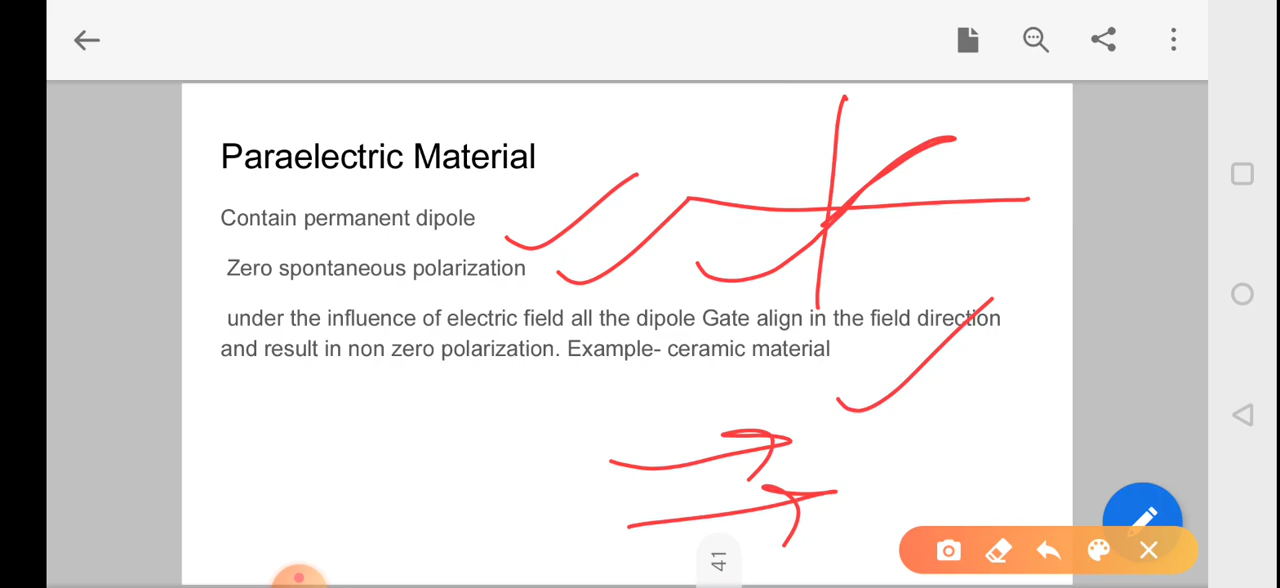 Paraelectric Material
Contain permanent dipole
Zero spontaneous polarization
under the influence of electric field all the dipole Gate align in the field direction
and result in non zero polarization. Example- ceramic material
41